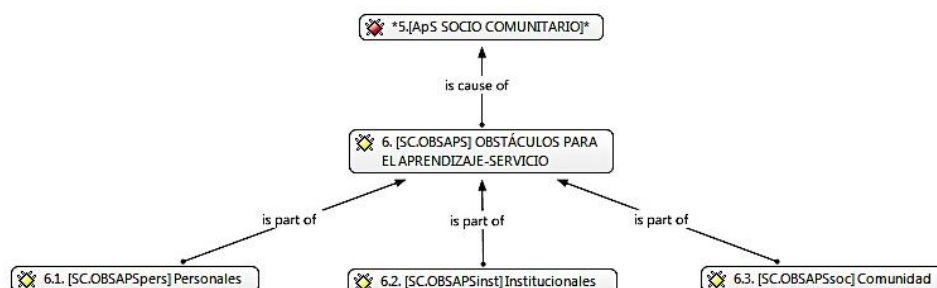 *5.[ApS SOCIO COMUNITARIO]*
is cause of
6. [SC.OBSAPS] OBSTÁCULOS PARA
EL APRENDIZAJE-SERVICIO
is part of
is part of
is part of
6.1. [SC.OBSAPSpers] Personales
6.2. [SC.OBSAPSinst] Institucionales
6.3. [SC.OBSAPSsoc] Comunidad